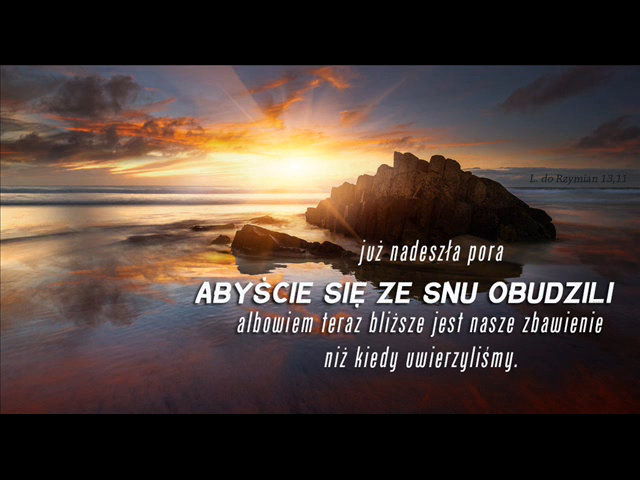 L. do Rzymian 13,11
już nadeszła pora
ABYŚCIE SIĘ ZE SNU OBUDZILI
albowiem teraz bliższe jest nasze zbawienie
niż kiedy uwierzyliśmy.